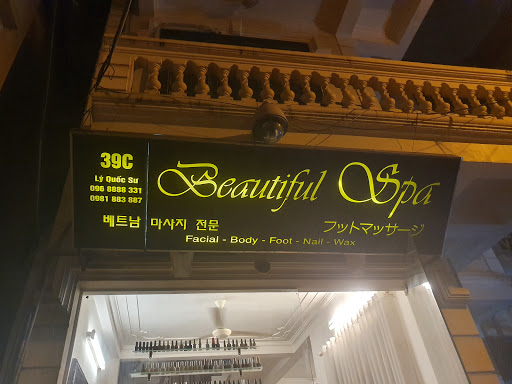 39C
Lý Quốc Sư
096 8888 331
0981 883 887
Beautiful Spa
베트남 마사지 전문
フットマッサージ
Facial - Body - Foot - Nail - Wax